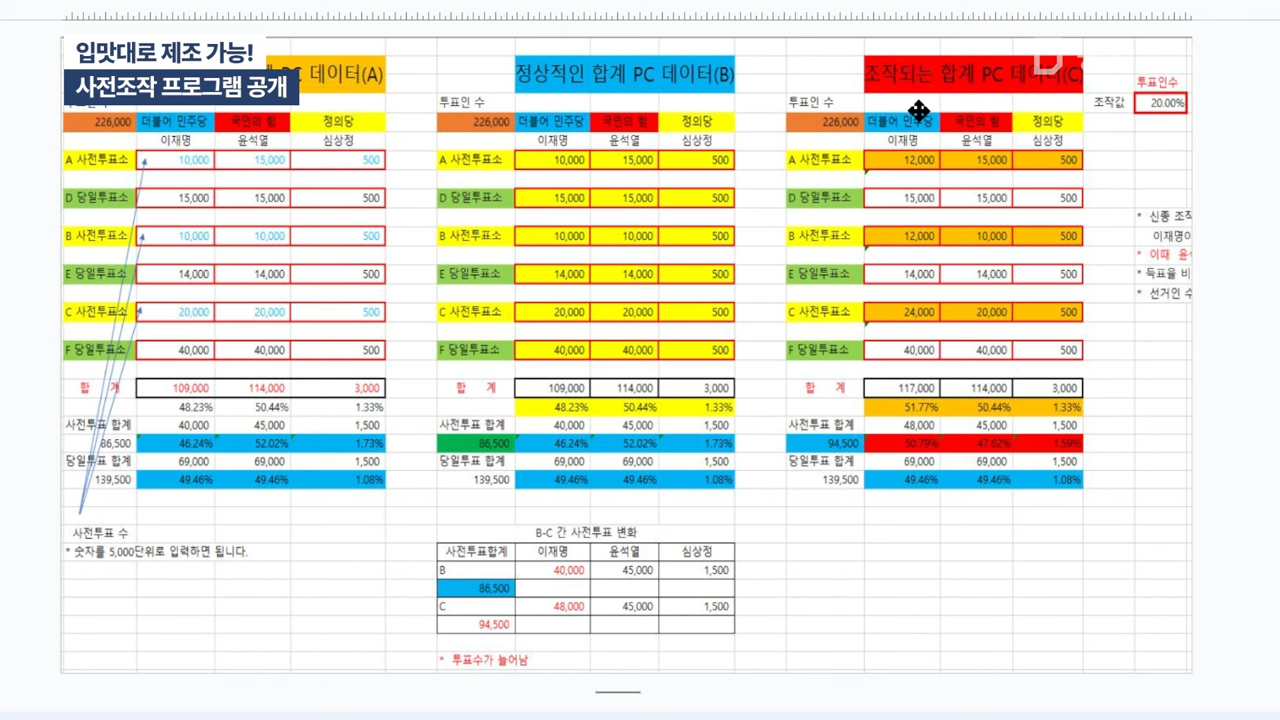 입맛대로 제조 가능!
사전조작 프로그램 공개
PC 데이터(A) 정상적인 합계 PC 데이터(B) 조작되는 합계 PC 데이터(C)
투표인수
투표인 수 투표인 수 조작값 20.00%
226,000 더불어 민주당 국민의 힘 정의당 226,000 더불어 민주당 국민의 힘 정의당 226,000 더불어 민주당 국민의 힘 정의당
이재명 윤석열 심상정 이재명 윤석열 심상정 이재명 윤석열 심상정
A 사전투표소 10,000 15,000 500 A 사전투표소 10,000 15,000 500 A 사전투표소 12,000 15,000 500
D 당일투표소 15,000 15,000 500 D 당일투표소 15,000 15,000 500 D 당일투표소 15,000 15,000 500
* 신종 조작
B 사전투표소 10,000 10,000 500 B 사전투표소 10,000 10,000 500 B 사전투표소 12,000 10,000 500 이재명이
* 이때
E 당일투표소 14,000 14,000 500 E 당일투표소 14,000 14,000 500 E 당일투표소 14,000 14,000 500 * 득표율 비
* 선거인 수
C 사전투표소 20,000 20,000 500 C 사전투표소 20,000 20,000 500 C 사전투표소 24,000 20,000 500
F 당일투표소 40,000 40,000 500 F 당일투표소 40,000 40,000 500 F 당일투표소 40,000 40,000 500
합 계 109,000 114,000 3,000 합 계 109,000 114,000 3,000 합 계 117,000 114,000 3,000
48.23% 50.44% 1.33% 48.23% 50.44% 1.33% 51.77% 50.44% 1.33%
사전투표 합계 40,000 45,000 1,500 사전투표 합계 40,000 45,000 1,500 사전투표 합계 48,000 45,000 1,500
86,500 46.24% 52.02% 1.73% 86,500 46.24% 52.02% 1.73% 94,500 50.79% 47.62% 1.59%
당일투표 합계 69,000 69,000 1,500 당일투표 합계 69,000 69,000 1,500 당일투표 합계 69,000 69,000 1,500
139,500 49.46% 49.46% 1.08% 139,500 49.46% 49.46% 1.08% 139,500 49.46% 49.46% 1.08%
사전투표 수 B-C 간 사전투표 변화
* 숫자를 5,000단위로 입력하면 됩니다. 사전투표합계 이재명 윤석열 심상정
B 40,000 45,000 1,500
86,500
C 48,000 45,000 1,500
94,500
* 투표수가 늘어남